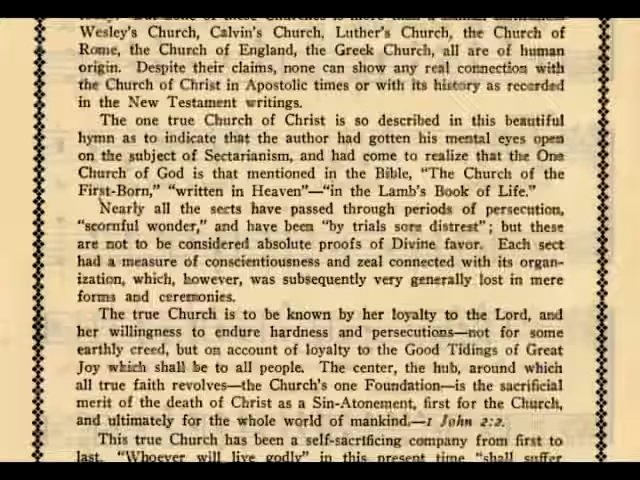 Wesley's Church, Calvin's Church, Luther's Church, the Church of
Rome, the Church of England, the Greek Church, all are of human
origin. Despite their claims, none can show any real connection with
the Church of Christ in Apostolic times or with its history as recorded
in the New Testament writings.
The one true Church of Christ is so described in this beautiful
hymn as to indicate that the author had gotten his mental eyes open
on the subject of Sectarianism, and had come to realize that the One
Church of God is that mentioned in the Bible, "The Church of the
First-Born," "written in Heaven"—"in the Lamb's Book of Life."
Nearly all the sects have passed through periods of persecution,
"scornful wonder," and have been "by trials sore distrest"; but these
are not to be considered absolute proofs of Divine favor. Each sect
had a measure of conscientiousness and zeal connected with its organ-
ization, which, however, was subsequently very generally lost in mere
forms and ceremonies.
The true Church is to be known by her loyalty to the Lord, and
her willingness to endure hardness and persecutions—not for some
earthly creed, but on account of loyalty to the Good Tidings of Great
Joy which shall be to all people. The center, the hub, around which
all true faith revolves—the Church's one Foundation—is the sacrificial
merit of the death of Christ as a Sin-Atonement, first for the Church,
and ultimately for the whole world of mankind.—1 John 2:2.
This true Church has been a self-sacrificing company from first to
last. "Whoever will live godly" in this present time "shall suffer